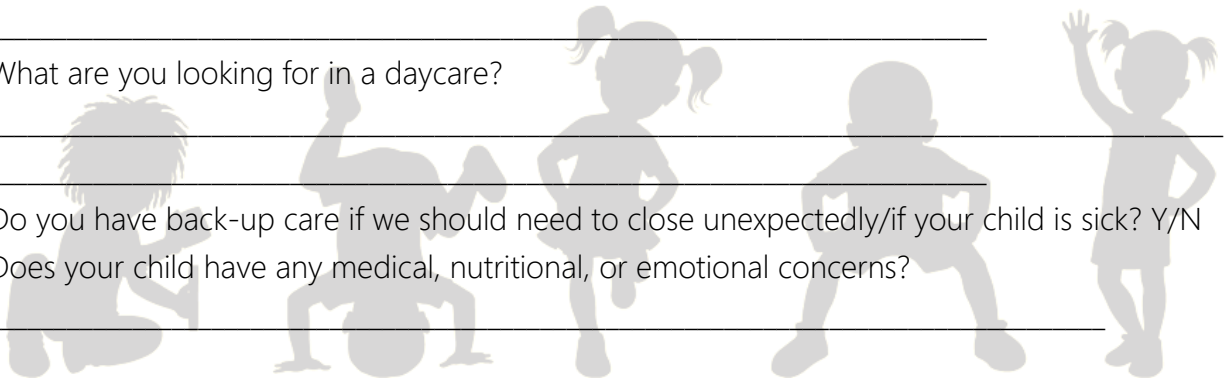 What are you looking for in a daycare?
Do you have back-up care if we should need to close unexpectedly/if your child is sick? Y/N
Does your child have any medical, nutritional, or emotional concerns?